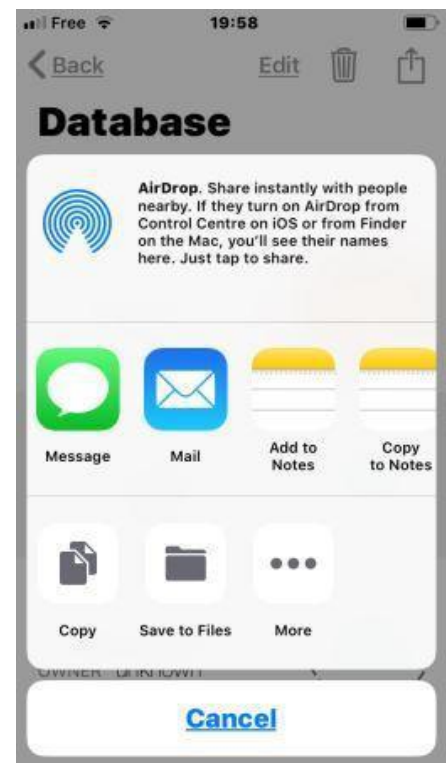 Free 19:58
Back Edit
Database
AirDrop. Share instantly with people
nearby. If they turn on AirDrop from
Control Centre on iOS or from Finder
on the Mac, you'll see their names
here. Just tap to share.
Message Mail Add to Notes Copy to Notes
Copy Save to Files More
OWNER unknown
Cancel